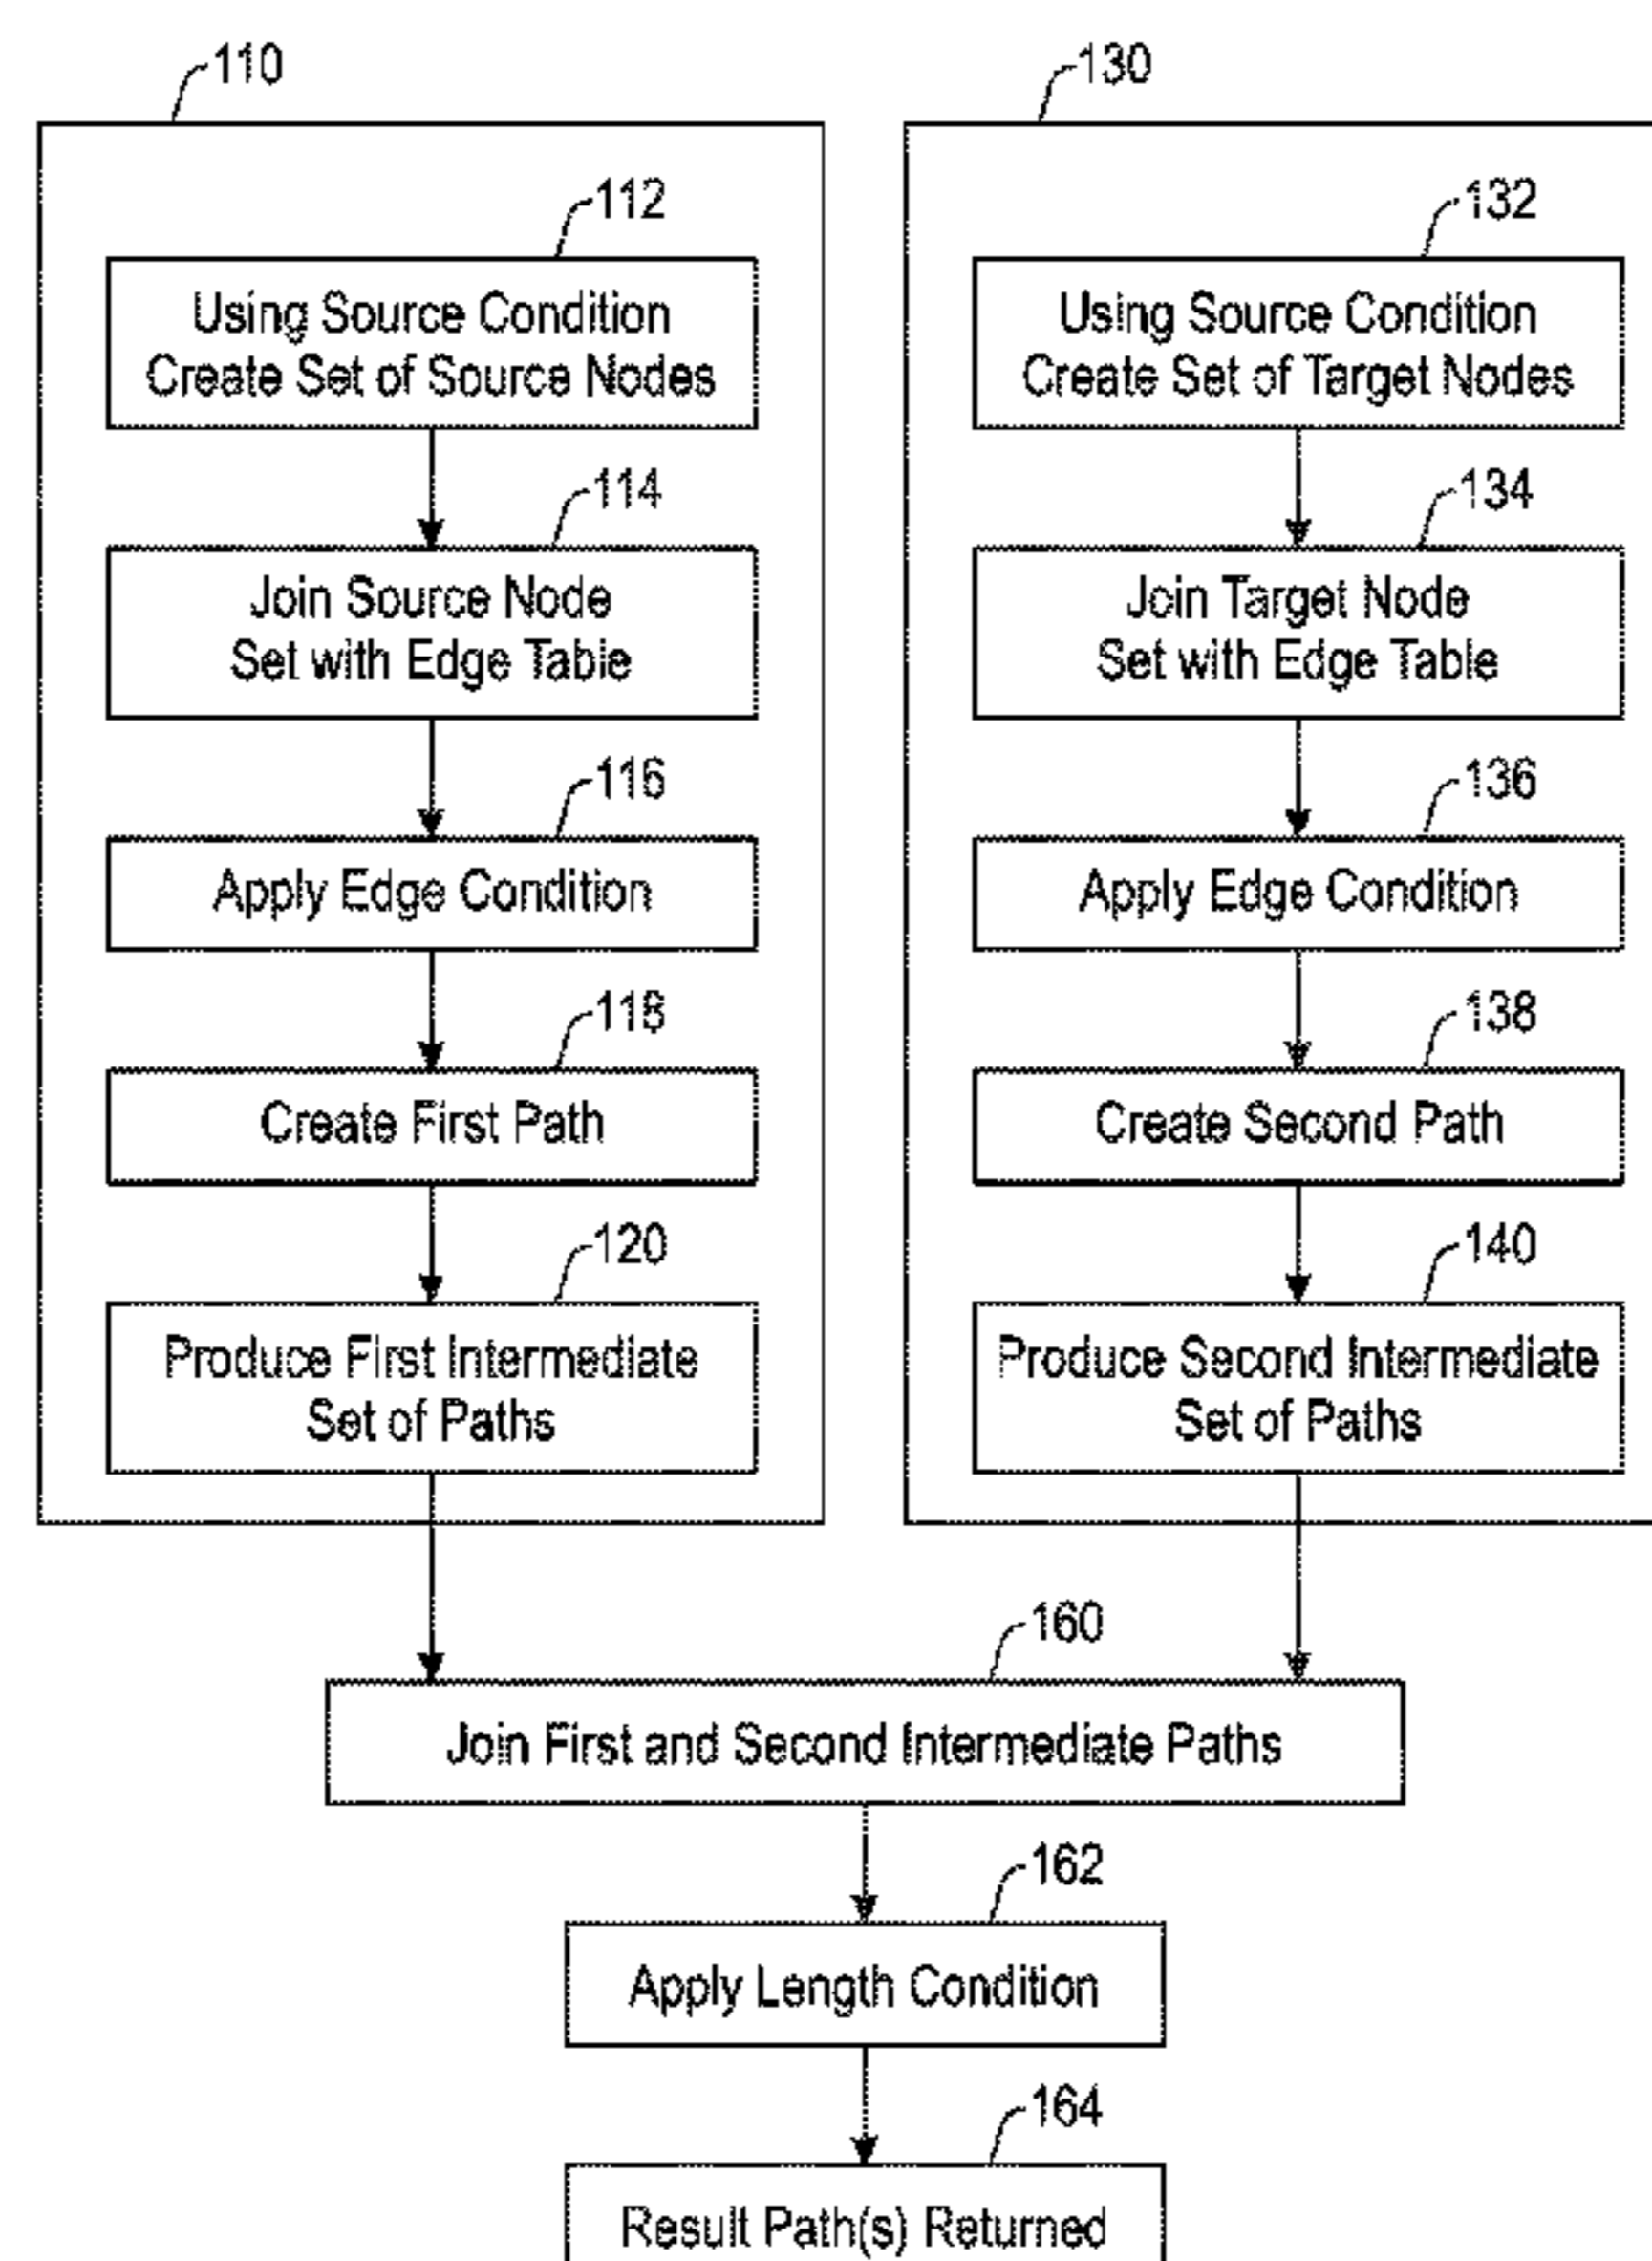 110
112
Using Source Condition
Create Set of Source Nodes
114
Join Source Node
Set with Edge Table
116
Apply Edge Condition
118
Create First Path
120
Produce First Intermediate
Set of Paths
130
132
Using Source Condition
Create Set of Target Nodes
134
Join Target Node
Set with Edge Table
136
Apply Edge Condition
138
Create Second Path
140
Produce Second Intermediate
Set of Paths
160
Join First and Second Intermediate Paths
162
Apply Length Condition
164
Result Path(s) Returned